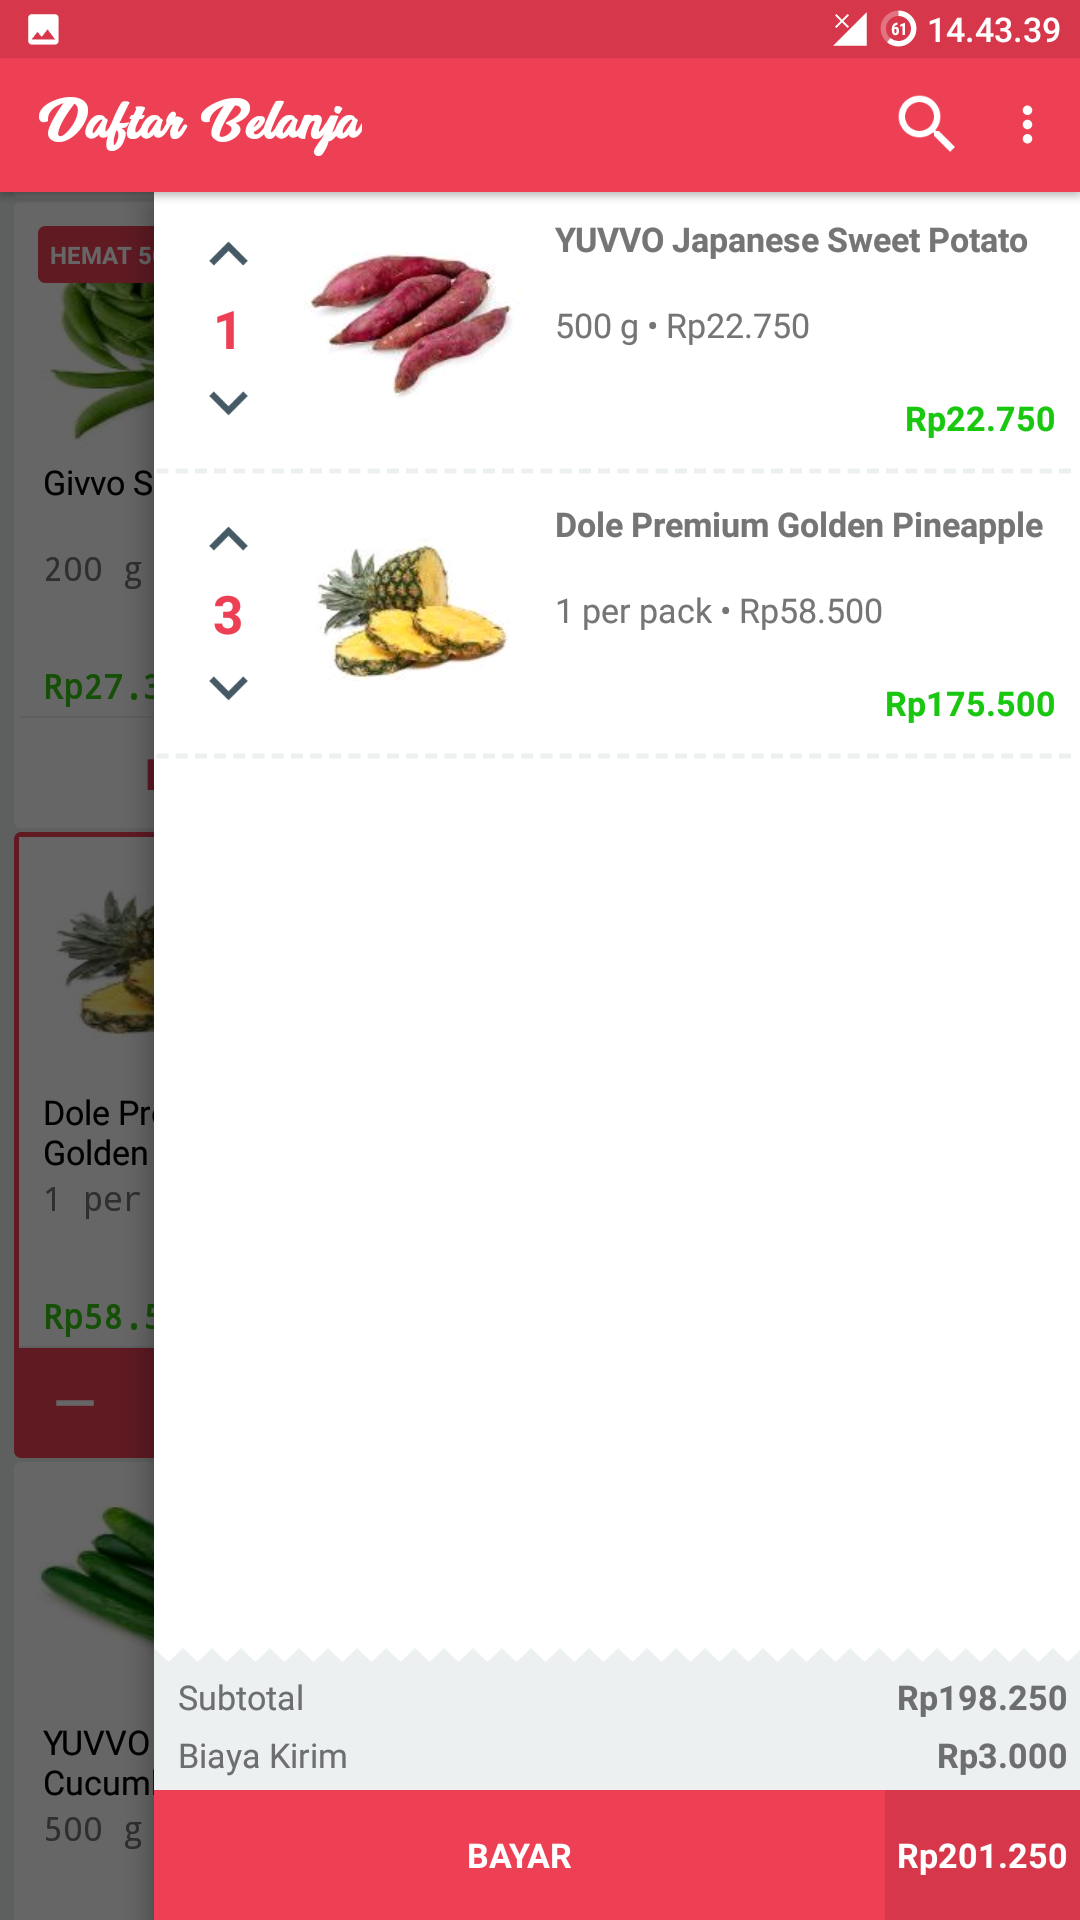 61 14.43.39
Daftar Belanja
HEMAT 5
Givvo S
200 g
Rp27.3
Dole Pr
Golden
1 per
Rp58.5
YUVVO
Cucum
500 g
1
YUVVO Japanese Sweet Potato
500 g • Rp22.750
Rp22.750
3
Dole Premium Golden Pineapple
1 per pack • Rp58.500
Rp175.500
Subtotal Rp198.250
Biaya Kirim Rp3.000
BAYAR Rp201.250